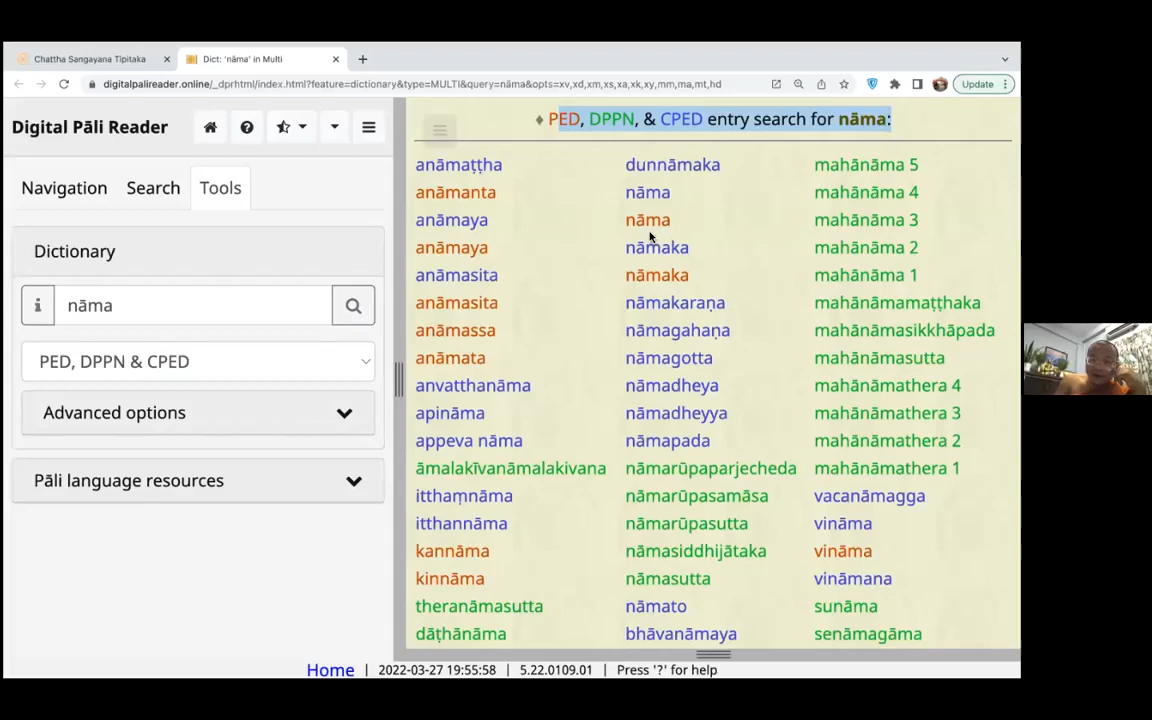 Chattha Sangayana Tipitaka
Dict: 'nāma' in Multi
digitalpalireader.online/_dprhtml/index.html?feature=dictionary&type=MULTI&query=nāma&opts=xv,xd,xm,xs,xa,xk,xy,mm,ma,mt,hd
Update
Digital Pāli Reader
Navigation
Search
Tools
Dictionary
nāma
PED, DPPN & CPED
Advanced options
Pāli language resources
♦ PED, DPPN, & CPED entry search for nāma:
anāmaṭṭha
anāmanta
anāmaya
anāmaya
anāmasita
anāmasita
anāmassa
anāmata
anvatthanāma
apināma
appeva nāma
āmalakīvanāmalakivana
itthaṃnāma
itthannāma
kannāma
kinnāma
theranāmasutta
dāṭhānāma
dunnāmaka
nāma
nāma
nāmaka
nāmaka
nāmakaraṇa
nāmagahaṇa
nāmagotta
nāmadheya
nāmadheyya
nāmapada
nāmarūpaparjecheda
nāmarūpasamāsa
nāmarūpasutta
nāmasiddhijātaka
nāmasutta
nāmato
bhāvanāmaya
mahānāma 5
mahānāma 4
mahānāma 3
mahānāma 2
mahānāma 1
mahānāmamaṭṭhaka
mahānāmasikkhāpada
mahānāmasutta
mahānāmathera 4
mahānāmathera 3
mahānāmathera 2
mahānāmathera 1
vacanāmagga
vināma
vināma
vināmana
sunāma
senāmagāma
Home | 2022-03-27 19:55:58 | 5.22.0109.01 | Press '?' for help